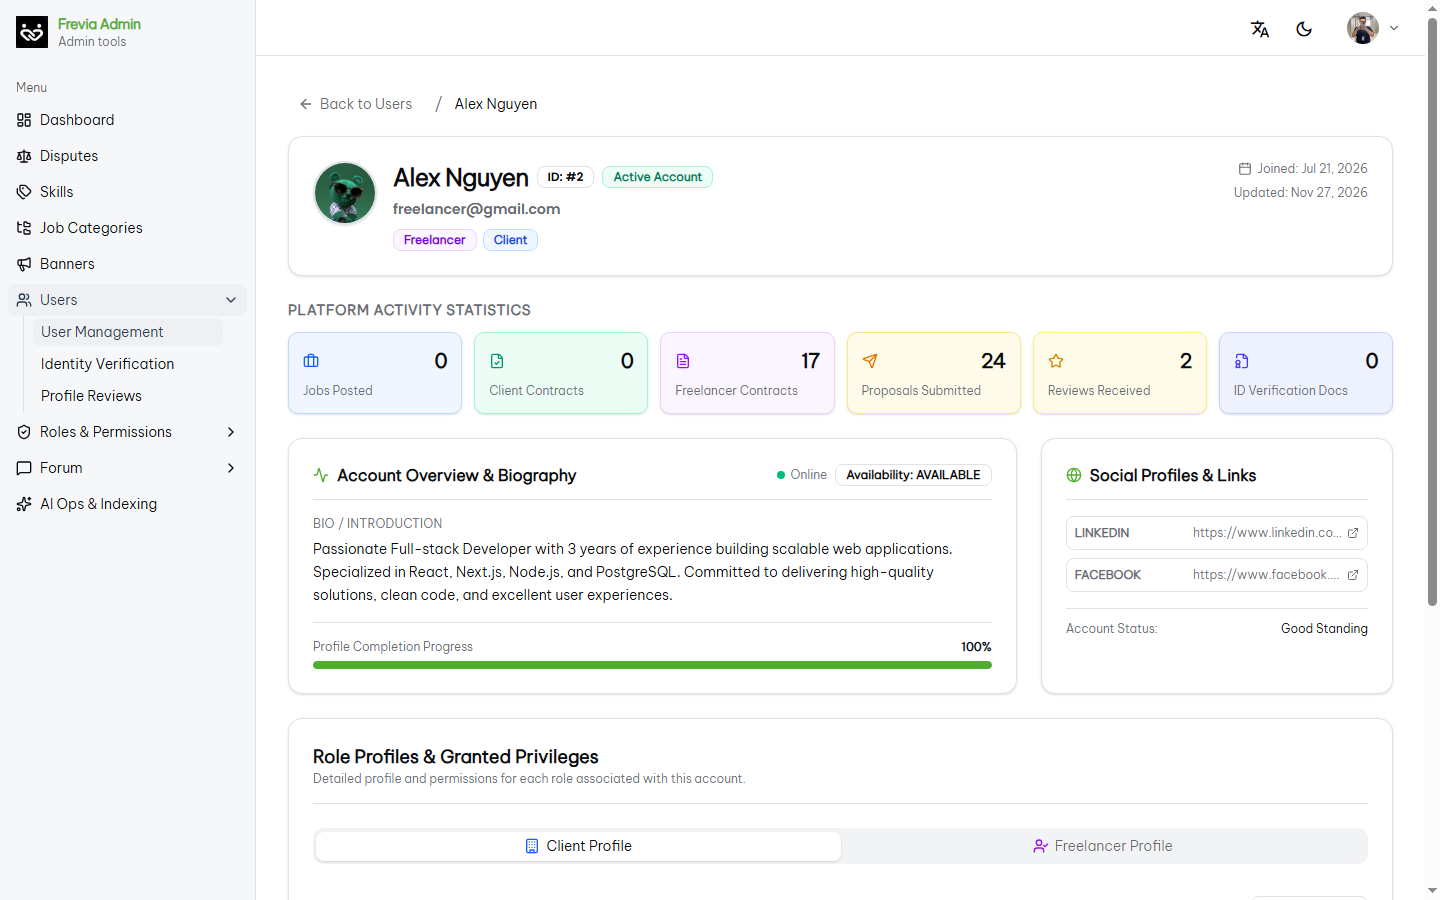 Frevia Admin
Admin tools
Menu
Dashboard
Disputes
Skills
Job Categories
Banners
Users
User Management
Identity Verification
Profile Reviews
Roles & Permissions
Forum
AI Ops & Indexing
Back to Users / Alex Nguyen
Alex Nguyen ID: #2 Active Account
freelancer@gmail.com
Freelancer Client
Joined: Jul 21, 2026
Updated: Nov 27, 2026
PLATFORM ACTIVITY STATISTICS
0
Jobs Posted
0
Client Contracts
17
Freelancer Contracts
24
Proposals Submitted
2
Reviews Received
0
ID Verification Docs
Account Overview & Biography
Online Availability: AVAILABLE
BIO / INTRODUCTION
Passionate Full-stack Developer with 3 years of experience building scalable web applications.
Specialized in React, Next.js, Node.js, and PostgreSQL. Committed to delivering high-quality
solutions, clean code, and excellent user experiences.
Profile Completion Progress 100%
Social Profiles & Links
LINKEDIN https://www.linkedin.co...
FACEBOOK https://www.facebook....
Account Status: Good Standing
Role Profiles & Granted Privileges
Detailed profile and permissions for each role associated with this account.
Client Profile
Freelancer Profile